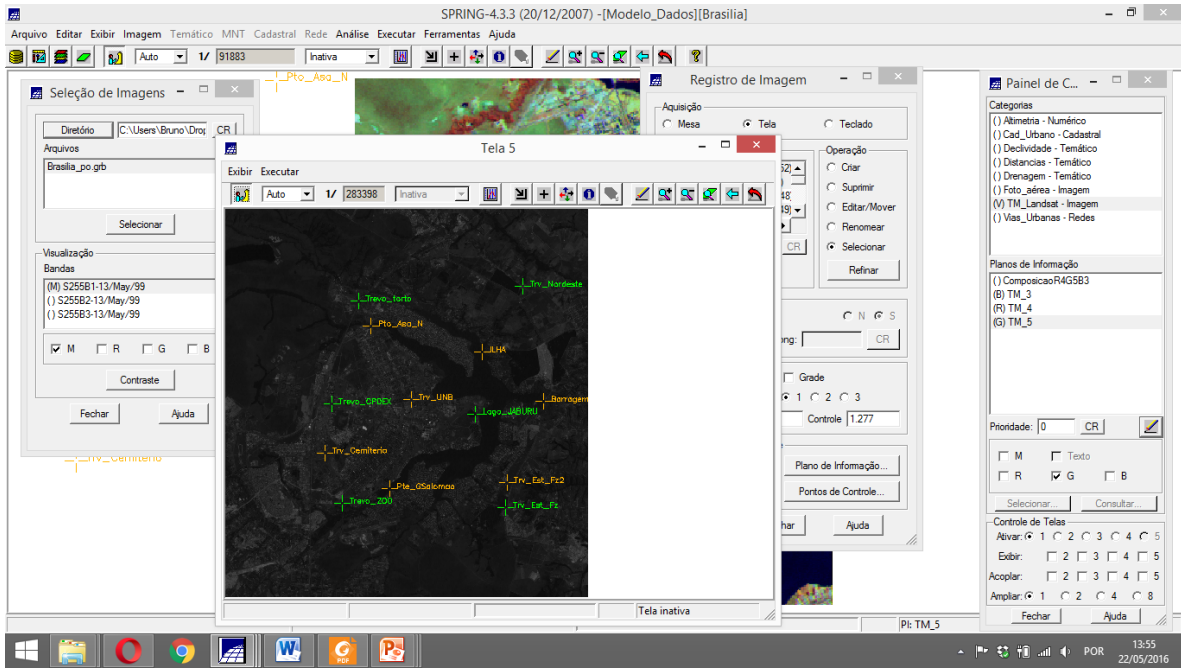 SPRING-4.3.3 (20/12/2007) -[Modelo_Dados][Brasilia]
Arquivo Editar Exibir Imagem Temático MNT Cadastral Rede Análise Executar Ferramentas Ajuda
Auto 1/ 91883 Inativa
Pto_Asa_N
Trv_Cemiterio
Seleção de Imagens
Diretório C:\Users\Bruno\Drop CR
Arquivos
Brasilia_po.grb
Selecionar
Visualização
Bandas
(M) S255B1-13/May/99
( ) S255B2-13/May/99
( ) S255B3-13/May/99
M R G B
Contraste
Fechar Ajuda
Tela 5
Exibir Executar
Auto 1/ 283398 Inativa
Trv_Nordeste
Trevo_torto
Pto_Asa_N
ILHA
Trevo_CPDEX
Trv_UNB
Barragem
Lago_JABURU
Trv_Cemiterio
Pte_GSalomao
Trv_Est_Fz2
Trevo_ZOO
Trv_Est_Fz
Tela inativa
Registro de Imagem
Aquisição
Mesa Tela Teclado
Operação
Criar
Suprimir
Editar/Mover
Renomear
CR Selecionar
Refinar
N S
CR
Grade
1 2 3
Controle 1.277
Plano de Informação...
Pontos de Controle...
Ajuda
Painel de C...
Categorias
( ) Altimetria - Numérico
( ) Cad_Urbano - Cadastral
( ) Declividade - Temático
( ) Distancias - Temático
( ) Drenagem - Temático
( ) Foto_aérea - Imagem
(V) TM_Landsat - Imagem
( ) Vias_Urbanas - Redes
Planos de Informação
( ) ComposicaoR4G5B3
(B) TM_3
(R) TM_4
(G) TM_5
Prioridade: 0 CR
M Texto
R G B
Selecionar... Consultar...
Controle de Telas
Ativar: 1 2 3 4 5
Exibir: 2 3 4 5
Acoplar: 2 3 4 5
Ampliar: 1 2 4 8
Fechar Ajuda
PI: TM_5
POR
13:55
22/05/2016